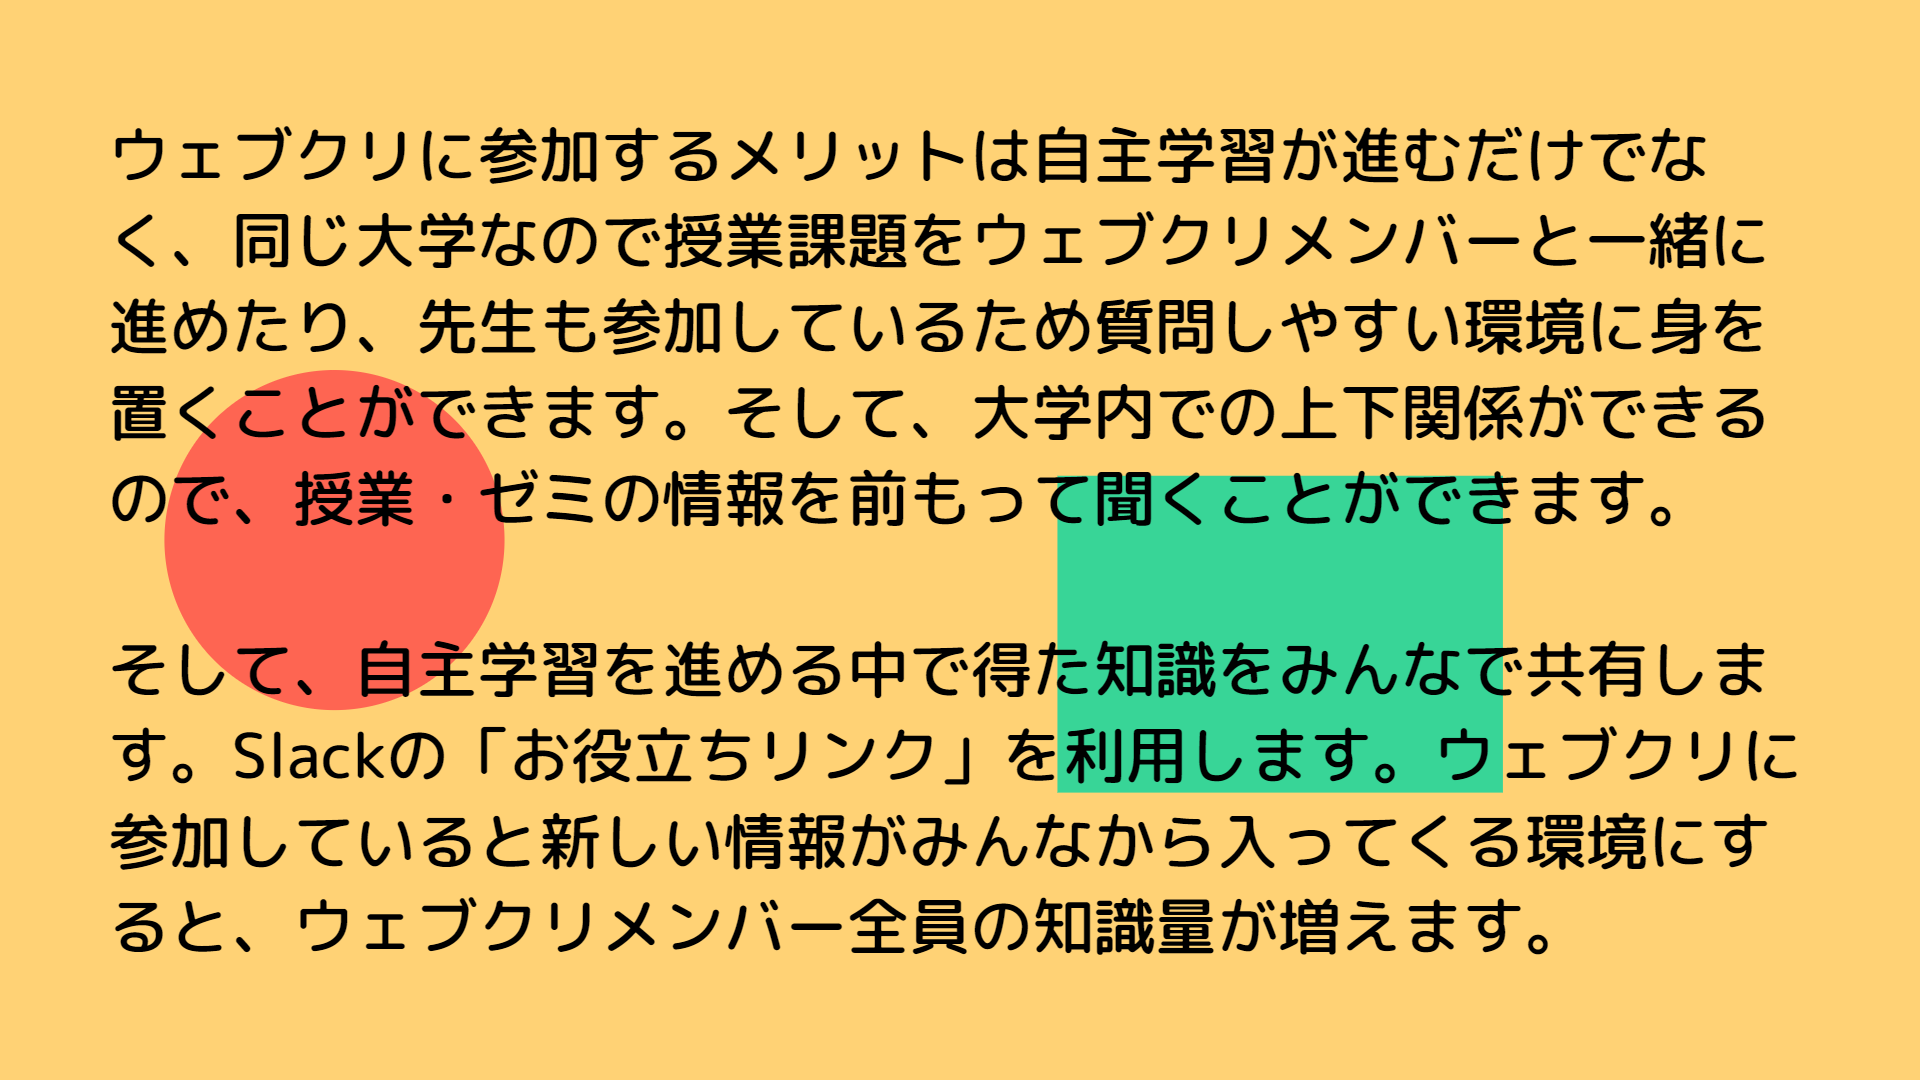 ウェブクリに参加するメリットは自主学習が進むだけでな
く、同じ大学なので授業課題をウェブクリメンバーと一緒に
進めたり、先生も参加しているため質問しやすい環境に身を
置くことができます。そして、大学内での上下関係ができる
ので、授業・ゼミの情報を前もって聞くことができます。
そして、自主学習を進める中で得た知識をみんなで共有しま
す。Slackの「お役立ちリンク」を利用します。ウェブクリに
参加していると新しい情報がみんなから入ってくる環境にす
ると、ウェブクリメンバー全員の知識量が増えます。